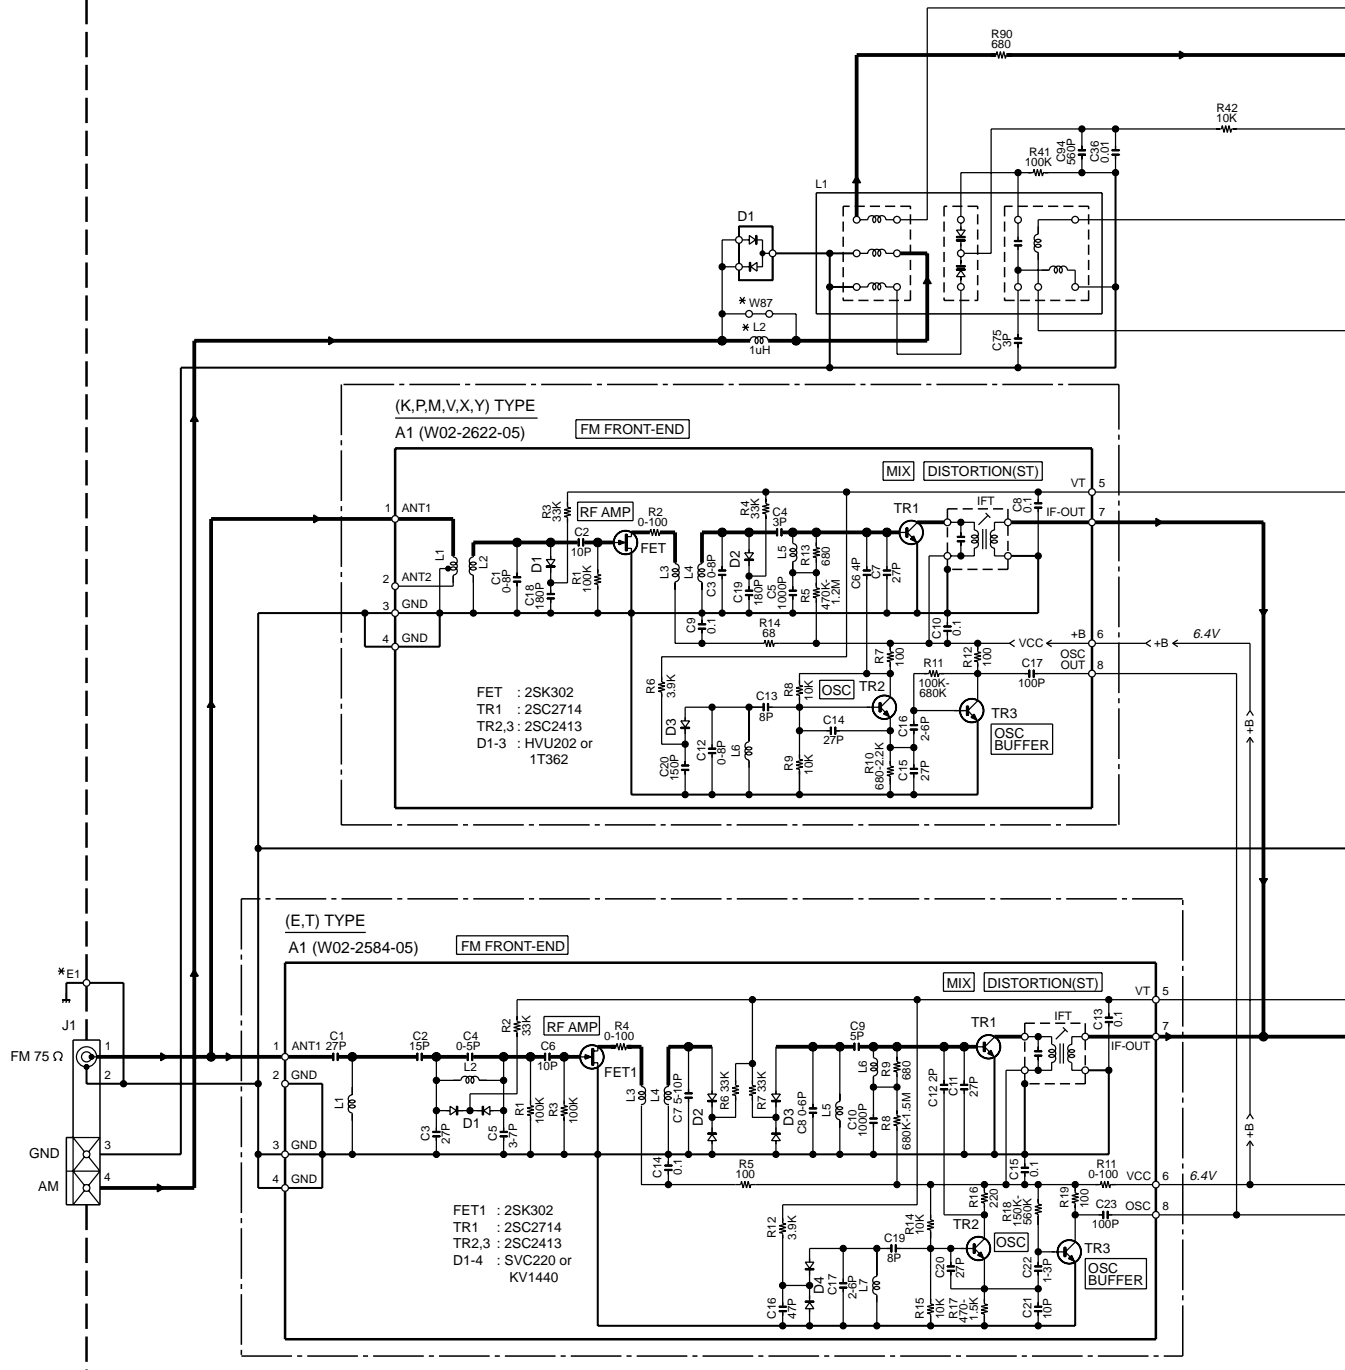 R90
680
R42
10K
C94
560P
C36
0.01
R41
100K
L1
D1
* W87
* L2
1uH
C75
3P
(K,P,M,V,X,Y) TYPE
A1 (W02-2622-05)
FM FRONT-END
MIX
DISTORTION(ST)
VT
5
1
ANT1
R3
33K
RF AMP
R2
0-100
R4
33K
C4
3P
TR1
IFT
C8
0.1
IF-OUT
7
C2
10P
FET
L1
L2
C1
0-8P
D1
C18
180P
R1
100K
L3
L4
C3 0-8P
D2
C19
180P
L5
C5
1000P
R13
680
R5
470K-
1.2M
C6 4P
C7
27P
2
ANT2
3
GND
4
GND
C9
0.1
R14
68
C10
0.1
VCC
+B
6
+B
6.4V
OSC
OUT
8
R7
100
R12
100
R6
3.9K
R8
10K
OSC
TR2
R11
100K-
680K
C17
100P
FET : 2SK302
TR1 : 2SC2714
TR2,3 : 2SC2413
D1-3 : HVU202 or
1T362
D3
C13
8P
C14
27P
C16
2-6P
TR3
OSC
BUFFER
C20
150P
C12
0-8P
L6
R9
10K
R10
680-2.2K
C15
27P
+B
(E,T) TYPE
A1 (W02-2584-05)
FM FRONT-END
*E1
MIX
DISTORTION(ST)
VT
5
J1
FM 75 Ω
1
2
1
ANT1
C1
27P
C2
15P
C4
0-5P
L2
R2
33K
RF AMP
R4
0-100
C6
10P
FET1
C9
5P
TR1
IFT
C13
0.1
7
IF-OUT
2
GND
L1
C3
27P
D1
C5
3-7P
R1
100K
R3
100K
L3
L4
C7 5-10P
D2
R6 33K
R7 33K
D3
C8 0-6P
L5
L6
C10
1000P
R9
680
R8
680K-1.5M
C12 2P
C11
27P
+B
GND
3
3
GND
AM
4
4
GND
C14
0.1
R5
100
C15
0.1
R11
0-100
VCC
6
6.4V
OSC
8
FET1 : 2SK302
TR1 : 2SC2714
TR2,3 : 2SC2413
D1-4 : SVC220 or
KV1440
R12
3.9K
R14
10K
R16
220
R18
150K-
560K
R19
100
C23
100P
TR2
OSC
TR3
OSC
BUFFER
C19
8P
C20
27P
C22
1-3P
C16
47P
D4
C17
2-6P
L7
R15
10K
R17
470-
1.5K
C21
10P